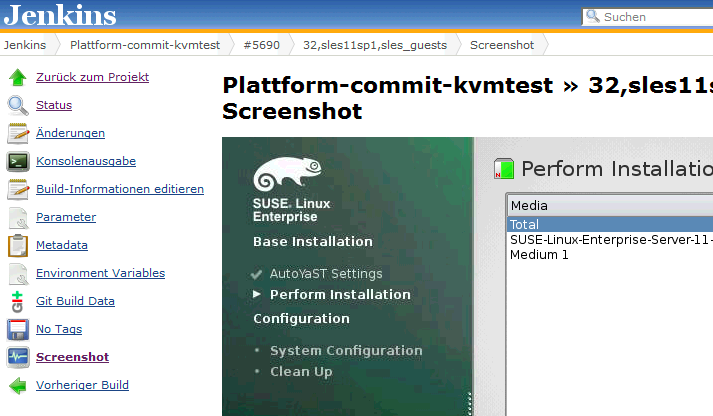 Jenkins
Suchen
Jenkins Plattform-commit-kvmtest #5690 32,sles11sp1,sles_guests Screenshot
Zurück zum Projekt
Status
Änderungen
Konsolenausgabe
Build-Informationen editieren
Parameter
Metadata
Environment Variables
Git Build Data
No Tags
Screenshot
Vorheriger Build
Plattform-commit-kvmtest » 32,sles11s
Screenshot
SUSE Linux
Enterprise
Base Installation
AutoYaST Settings
Perform Installation
Configuration
System Configuration
Clean Up
Perform Installatio
Media
Total
SUSE-Linux-Enterprise-Server-11-
Medium 1